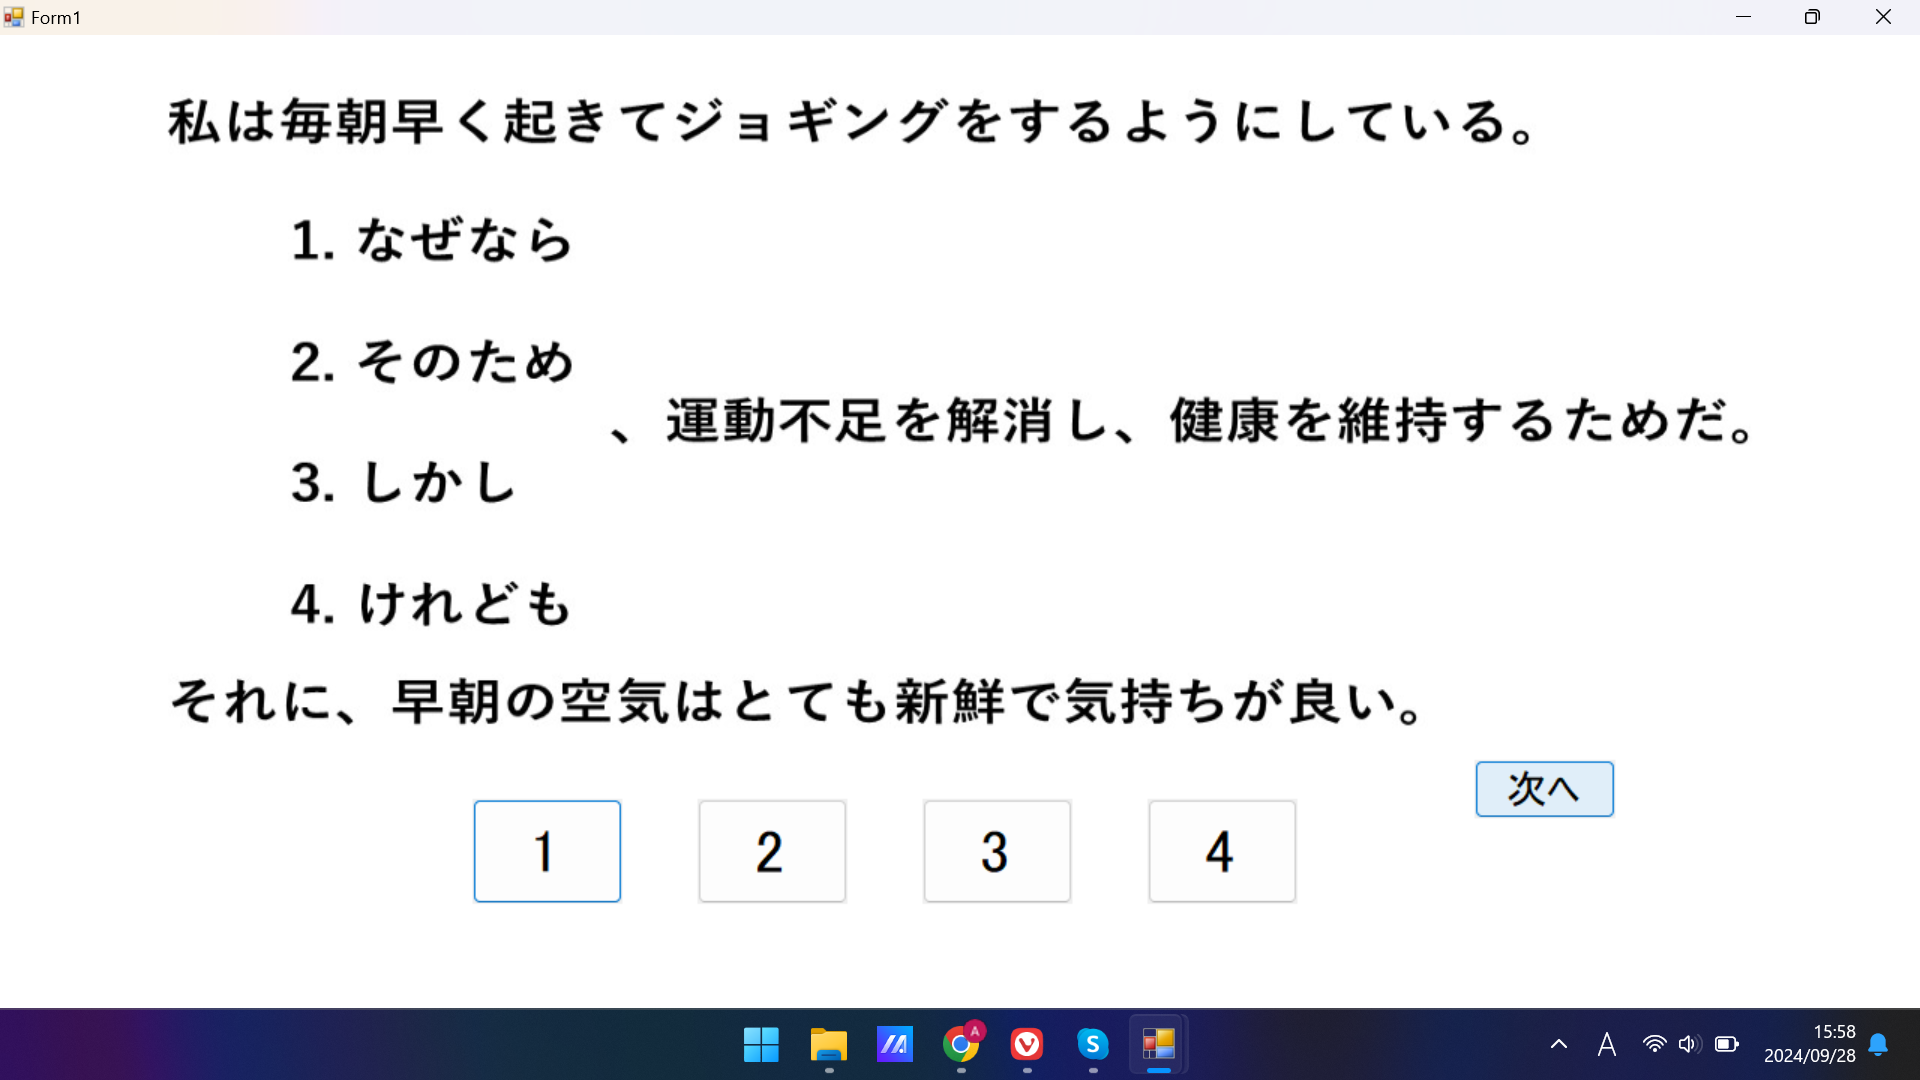 Form1
私は毎朝早く起きてジョギングをするようにしている。
1. なぜなら
2. そのため
、運動不足を解消し、健康を維持するためだ。
3. しかし
4. けれども
それに、早朝の空気はとても新鮮で気持ちが良い。
次へ
1 2 3 4
A
S
A
15:58
2024/09/28